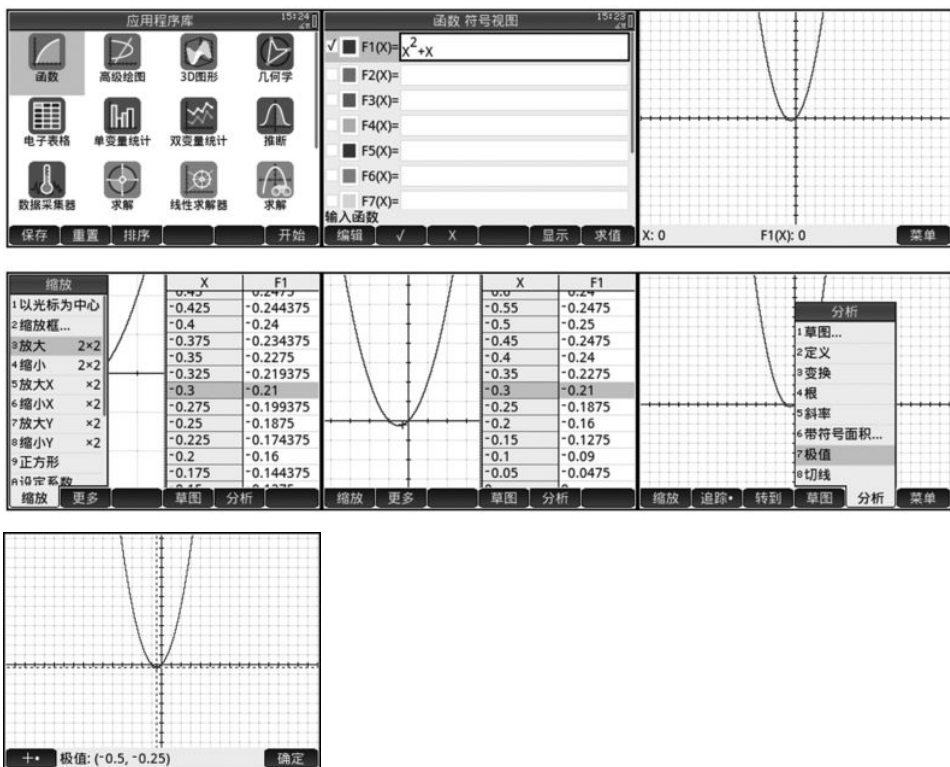 应用程序库 15:24
函数 高级绘图 3D图形 几何学
电子表格 单变量统计 双变量统计 推断
数据采集器 求解 线性求解器 求解
保存 重置 排序 开始
函数 符号视图 15:23
√ F1(X)= X²+X
F2(X)=
F3(X)=
F4(X)=
F5(X)=
F6(X)=
F7(X)=
输入函数
编辑 √ X 显示 求值
X: 0 F1(X): 0 菜单
缩放
1以光标为中心
2缩放框...
3放大 2×2
4缩小 2×2
5放大X ×2
6缩小X ×2
7放大Y ×2
8缩小Y ×2
9正方形
A设定系数
X F1
-0.425 -0.244375
-0.4 -0.24
-0.375 -0.234375
-0.35 -0.2275
-0.325 -0.219375
-0.3 -0.21
-0.275 -0.199375
-0.25 -0.1875
-0.225 -0.174375
-0.2 -0.16
-0.175 -0.144375
缩放 更多 草图 分析
X F1
-0.55 -0.2475
-0.5 -0.25
-0.45 -0.2475
-0.4 -0.24
-0.35 -0.2275
-0.3 -0.21
-0.25 -0.1875
-0.2 -0.16
-0.15 -0.1275
-0.1 -0.09
-0.05 -0.0475
缩放 更多 草图 分析
分析
1草图...
2定义
3变换
4根
5斜率
6带符号面积...
7极值
8切线
缩放 追踪• 转到 草图 分析 菜单
+• 极值: (-0.5, -0.25) 确定